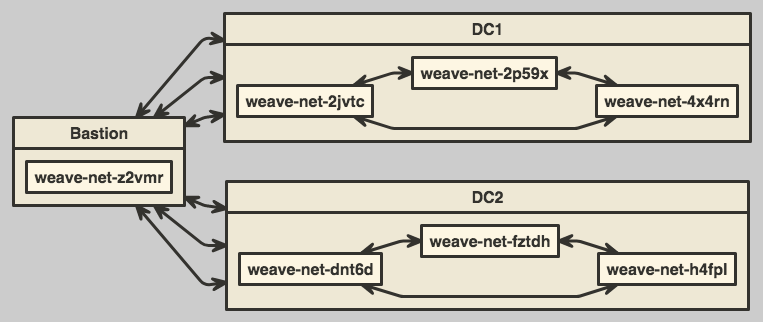 DC1
weave-net-2p59x
weave-net-2jvtc
weave-net-4x4rn
Bastion
weave-net-z2vmr
DC2
weave-net-fztdh
weave-net-dnt6d
weave-net-h4fpl